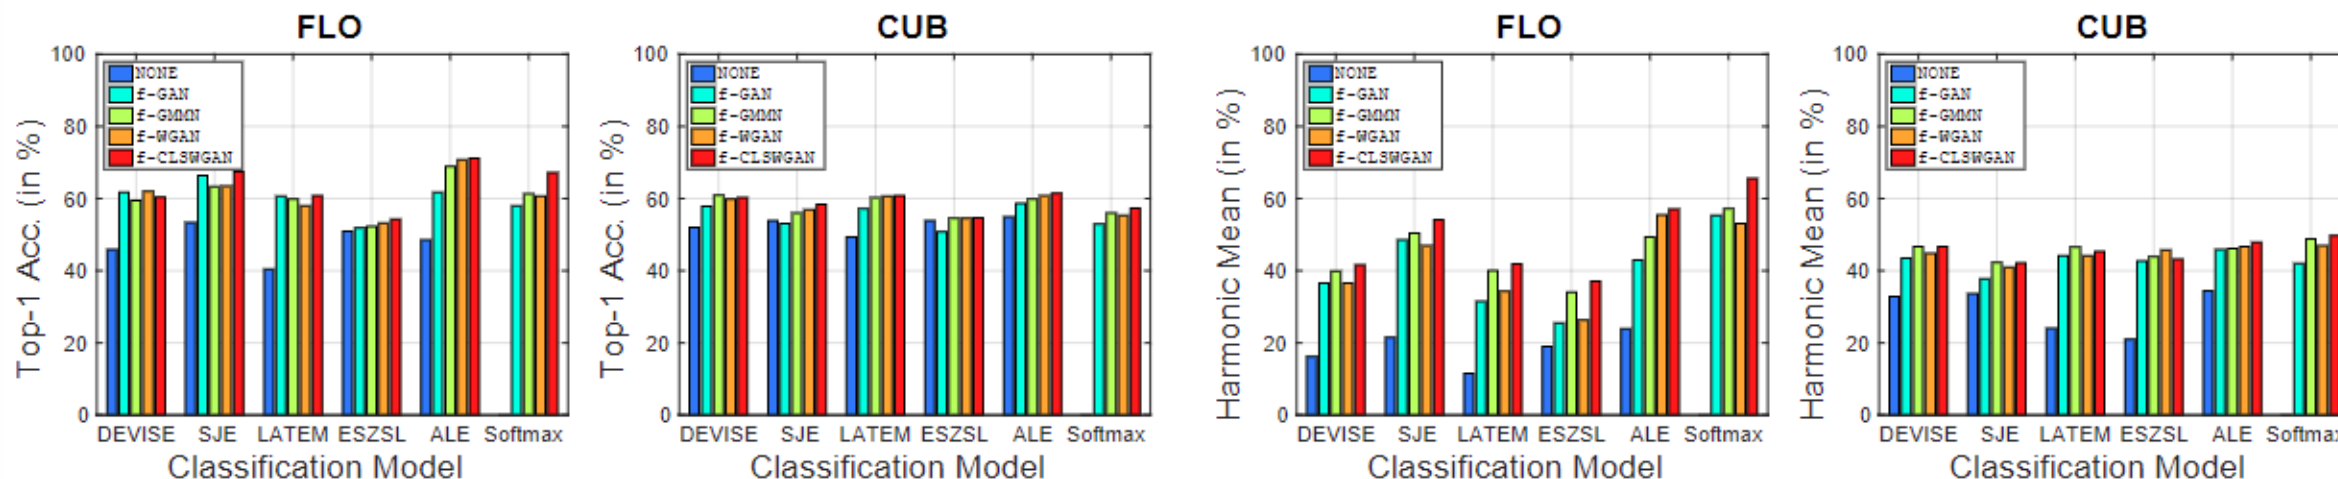 FLO
100
80
60
40
20
0
Top-1 Acc. (in %)
NONE
f-GAN
f-GMMN
f-WGAN
f-CLSWGAN
DEVISE SJE LATEM ESZSL ALE Softmax
Classification Model
CUB
100
80
60
40
20
0
Top-1 Acc. (in %)
NONE
f-GAN
f-GMMN
f-WGAN
f-CLSWGAN
DEVISE SJE LATEM ESZSL ALE Softmax
Classification Model
FLO
100
80
60
40
20
0
Harmonic Mean (in %)
NONE
f-GAN
f-GMMN
f-WGAN
f-CLSWGAN
DEVISE SJE LATEM ESZSL ALE Softmax
Classification Model
CUB
100
80
60
40
20
0
Harmonic Mean (in %)
NONE
f-GAN
f-GMMN
f-WGAN
f-CLSWGAN
DEVISE SJE LATEM ESZSL ALE Softmax
Classification Model